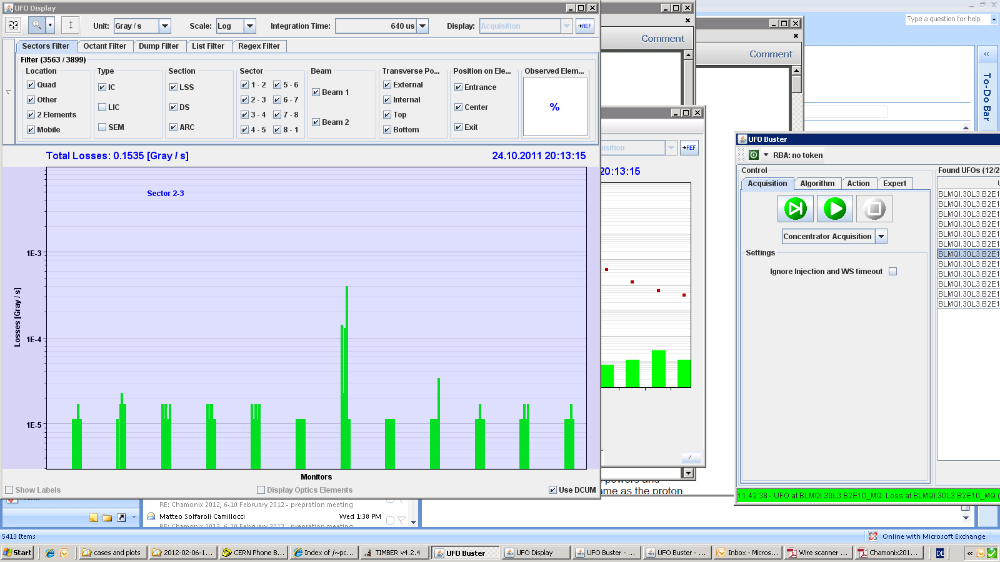 UFO Display
Unit: Gray / s Scale: Log Integration Time: 640 us Display: Acquisition →REF
Sectors Filter Octant Filter Dump Filter List Filter Regex Filter
Filter (3563 / 3899)
Location Type Section Sector Beam Transverse Po... Position on Ele... Observed Elem...
Quad IC LSS 1 - 2 5 - 6 Beam 1 External Entrance
Other LIC DS 2 - 3 6 - 7 Beam 2 Internal Center
2 Elements SEM ARC 3 - 4 7 - 8 Top Exit
Mobile 4 - 5 8 - 1 Bottom
%
Total Losses: 0.1535 [Gray / s] 24.10.2011 20:13:15
Sector 2-3
1E-3
1E-4
1E-5
Losses [Gray / s]
Monitors
Show Labels Display Optics Elements Use DCUM
Comment
Comment
→REF
20:13:15
Type a question for help
To-Do Bar
UFO Buster
RBA: no token
Control
Acquisition Algorithm Action Expert
Concentrator Acquisition
Settings
Ignore Injection and WS timeout
Found UFOs (12/2
BLMQI.30L3.B2E1
BLMQI.30L3.B2E1
BLMQI.30L3.B2E1
BLMQI.30L3.B2E1
BLMQI.30L3.B2E1
BLMQI.30L3.B2E1
BLMQI.30L3.B2E1
BLMQI.30L3.B2E1
BLMQI.30L3.B2E1
BLMQI.30L3.B2E1
BLMQI.30L3.B2E1
BLMQI.30L3.B2E1
11:42:38 - UFO at BLMQI.30L3.B2E10_MQ: Loss at BLMQI.30L3.B2E10_MQ (
powers and
ame as the proton
RE: Chamonix 2012, 6-10 February 2012 - prepration meeting
Matteo Solfaroli Camillocci Wed 1:38 PM
RE: Chamonix 2012, 6-10 February 2012 - prepration meeting
5413 Items
Online with Microsoft Exchange
Start cases and plots 2012-02-06-1... CERN Phone B... Index of /~pc... TIMBER v4.2.4 UFO Buster UFO Display UFO Buster - ... UFO Buster - ... Inbox - Micros... Wire scanner ... Chamonix201... DE